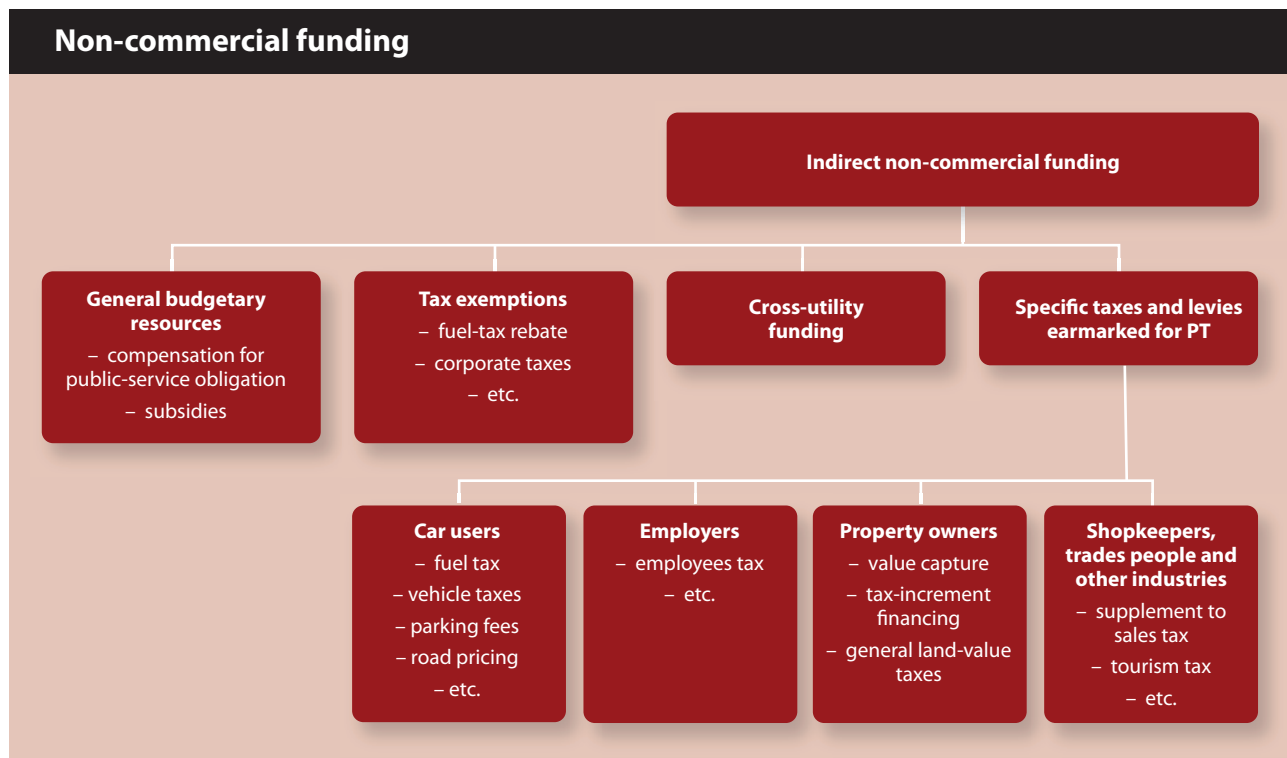 Non-commercial funding
Indirect non-commercial funding
General budgetary
resources
– compensation for
public-service obligation
– subsidies
Tax exemptions
– fuel-tax rebate
– corporate taxes
– etc.
Cross-utility
funding
Specific taxes and levies
earmarked for PT
Car users
– fuel tax
– vehicle taxes
– parking fees
– road pricing
– etc.
Employers
– employees tax
– etc.
Property owners
– value capture
– tax-increment
financing
– general land-value
taxes
Shopkeepers,
trades people and
other industries
– supplement to
sales tax
– tourism tax
– etc.